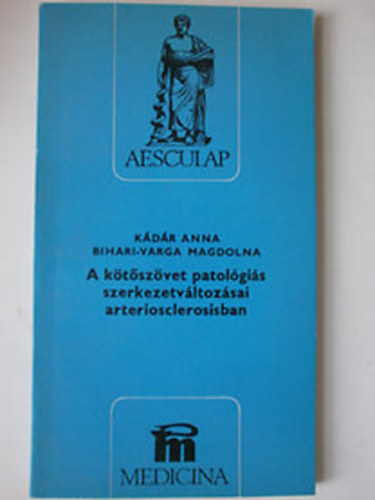 AESCULAP
KÁDÁR ANNA
BIHARI-VARGA MAGDOLNA
A kötőszövet patológiás
szerkezetváltozásai
arteriosclerosisban
m
MEDICINA